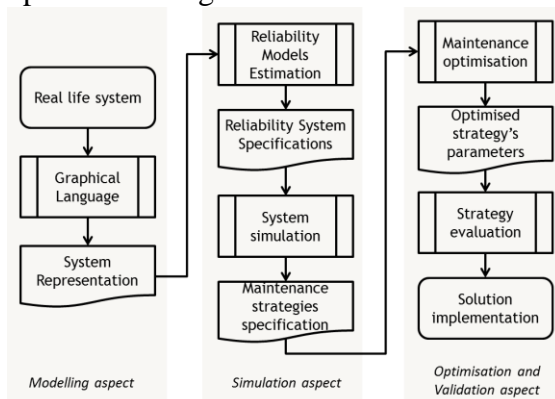 Real life system
Graphical
Language
System
Representation
Modelling aspect
Reliability
Models
Estimation
Reliability System
Specifications
System
simulation
Maintenance
strategies
specification
Simulation aspect
Maintenance
optimisation
Optimised
strategy's
parameters
Strategy
evaluation
Solution
implementation
Optimisation and
Validation aspect